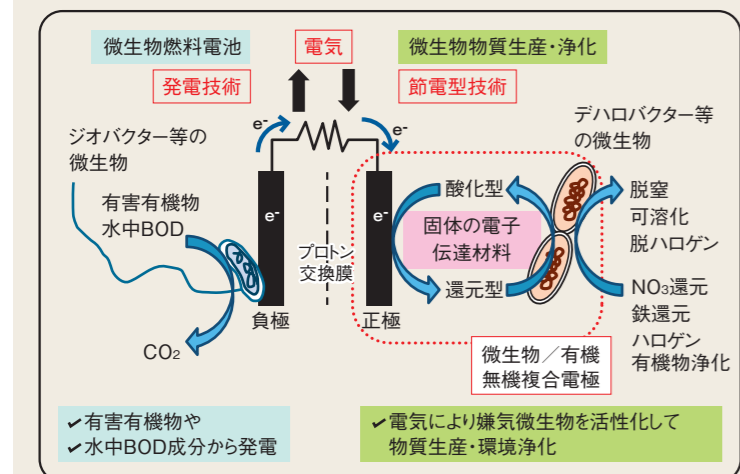 微生物燃料電池
電気
微生物物質生産・浄化
発電技術
節電型技術
e-
e-
ジオバクター等の
微生物
デハロバクター等
の微生物
有害有機物
水中BOD
e-
e-
プロトン
交換膜
酸化型
固体の電子
伝達材料
還元型
脱窒
可溶化
脱ハロゲン
NO₃還元
鉄還元
ハロゲン
有機物浄化
負極
正極
CO₂
微生物／有機
無機複合電極
✔有害有機物や
✔水中BOD成分から発電
✔電気により嫌気微生物を活性化して
物質生産・環境浄化